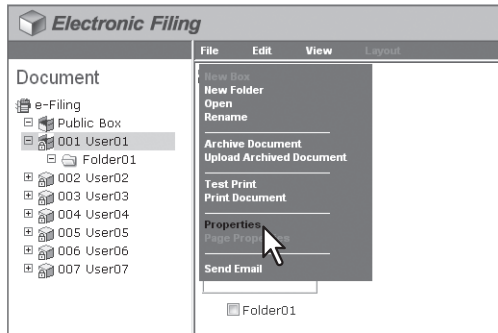 Electronic Filing
File Edit View Layout
Document
e-Filing
Public Box
001 User01
Folder01
002 User02
003 User03
004 User04
005 User05
006 User06
007 User07
New Box
New Folder
Open
Rename
Archive Document
Upload Archived Document
Test Print
Print Document
Properties
Page Properties
Send Email
Folder01